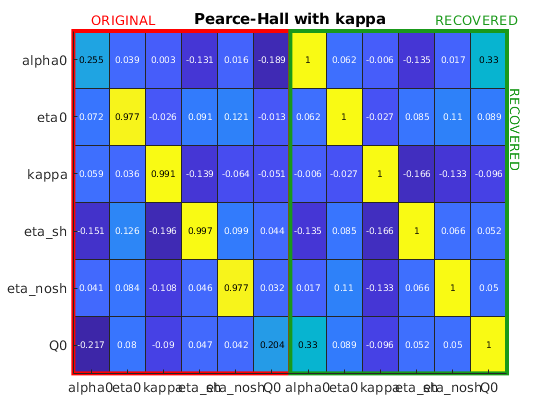 ORIGINAL Pearce-Hall with kappa RECOVERED
alpha0 0.255 0.039 0.003 -0.131 0.016 -0.189 1 0.062 -0.006 -0.135 0.017 0.33
eta0 0.072 0.977 -0.026 0.091 0.121 -0.013 0.062 1 -0.027 0.085 0.11 0.089
RECOVERED
kappa 0.059 0.036 0.991 -0.139 -0.064 -0.051 -0.006 -0.027 1 -0.166 -0.133 -0.096
eta_sh -0.151 0.126 -0.196 0.997 0.099 0.044 -0.135 0.085 -0.166 1 0.066 0.052
eta_nosh 0.041 0.084 -0.108 0.046 0.977 0.032 0.017 0.11 -0.133 0.066 1 0.05
Q0 -0.217 0.08 -0.09 0.047 0.042 0.204 0.33 0.089 -0.096 0.052 0.05 1
alpha0 eta0 kappa eta_sh eta_nosh Q0 alpha0 eta0 kappa eta_sh eta_nosh Q0